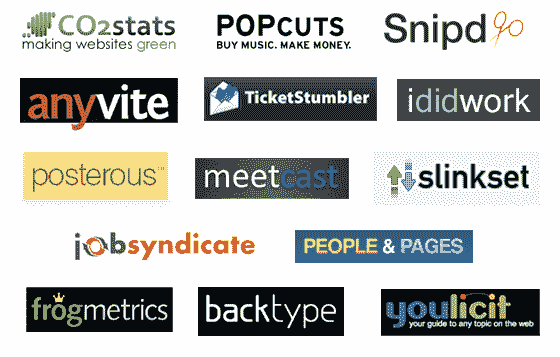 CO2stats
making websites green
POPCUTS
BUY MUSIC. MAKE MONEY.
Snipd
anyvite
TicketStumbler
ididwork
posterous™
meetcast
slinkset
jobsyndicate
PEOPLE & PAGES
frogmetrics
backtype
youlicit
your guide to any topic on the web